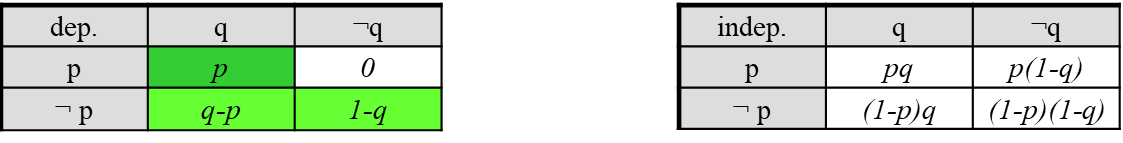 dep. q ¬q
p p 0
¬ p q-p 1-q
indep. q ¬q
p pq p(1-q)
¬ p (1-p)q (1-p)(1-q)